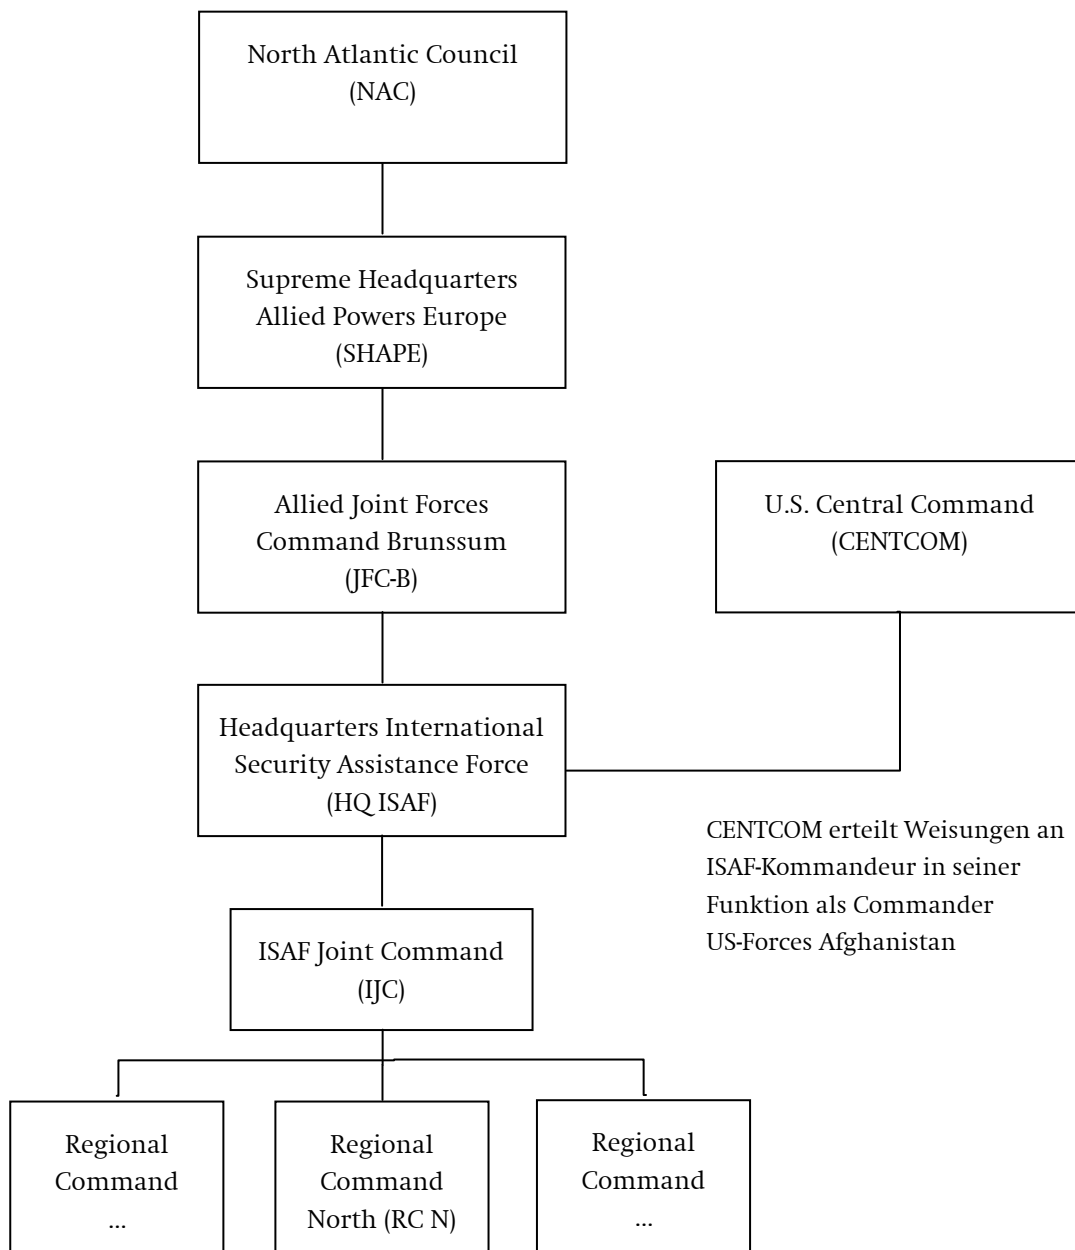 North Atlantic Council
(NAC)
Supreme Headquarters
Allied Powers Europe
(SHAPE)
Allied Joint Forces
Command Brunssum
(JFC-B)
U.S. Central Command
(CENTCOM)
Headquarters International
Security Assistance Force
(HQ ISAF)
CENTCOM erteilt Weisungen an
ISAF-Kommandeur in seiner
Funktion als Commander
US-Forces Afghanistan
ISAF Joint Command
(IJC)
Regional
Command
...
Regional
Command
North (RC N)
Regional
Command
...